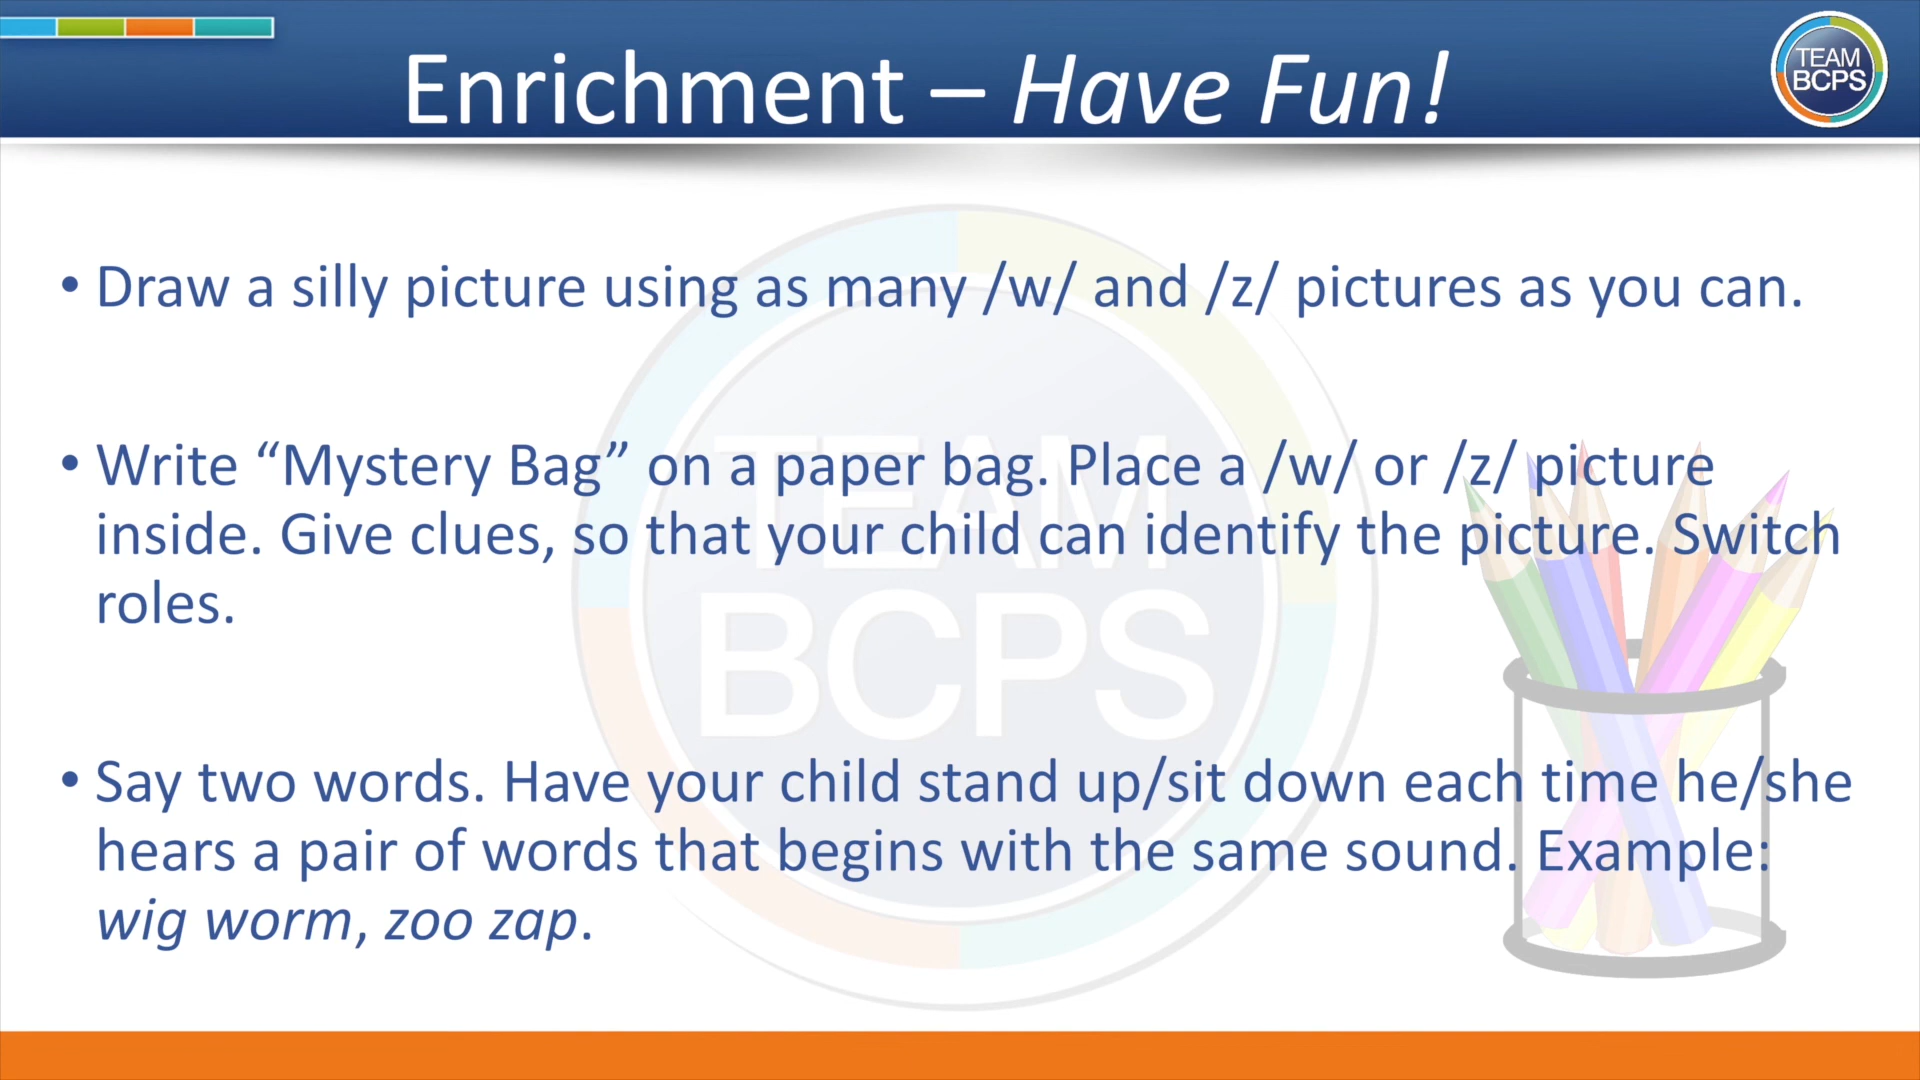 Enrichment – Have Fun!
TEAM
BCPS
• Draw a silly picture using as many /w/ and /z/ pictures as you can.
• Write “Mystery Bag” on a paper bag. Place a /w/ or /z/ picture
inside. Give clues, so that your child can identify the picture. Switch
roles.
• Say two words. Have your child stand up/sit down each time he/she
hears a pair of words that begins with the same sound. Example:
wig worm, zoo zap.
TEAM
BCPS